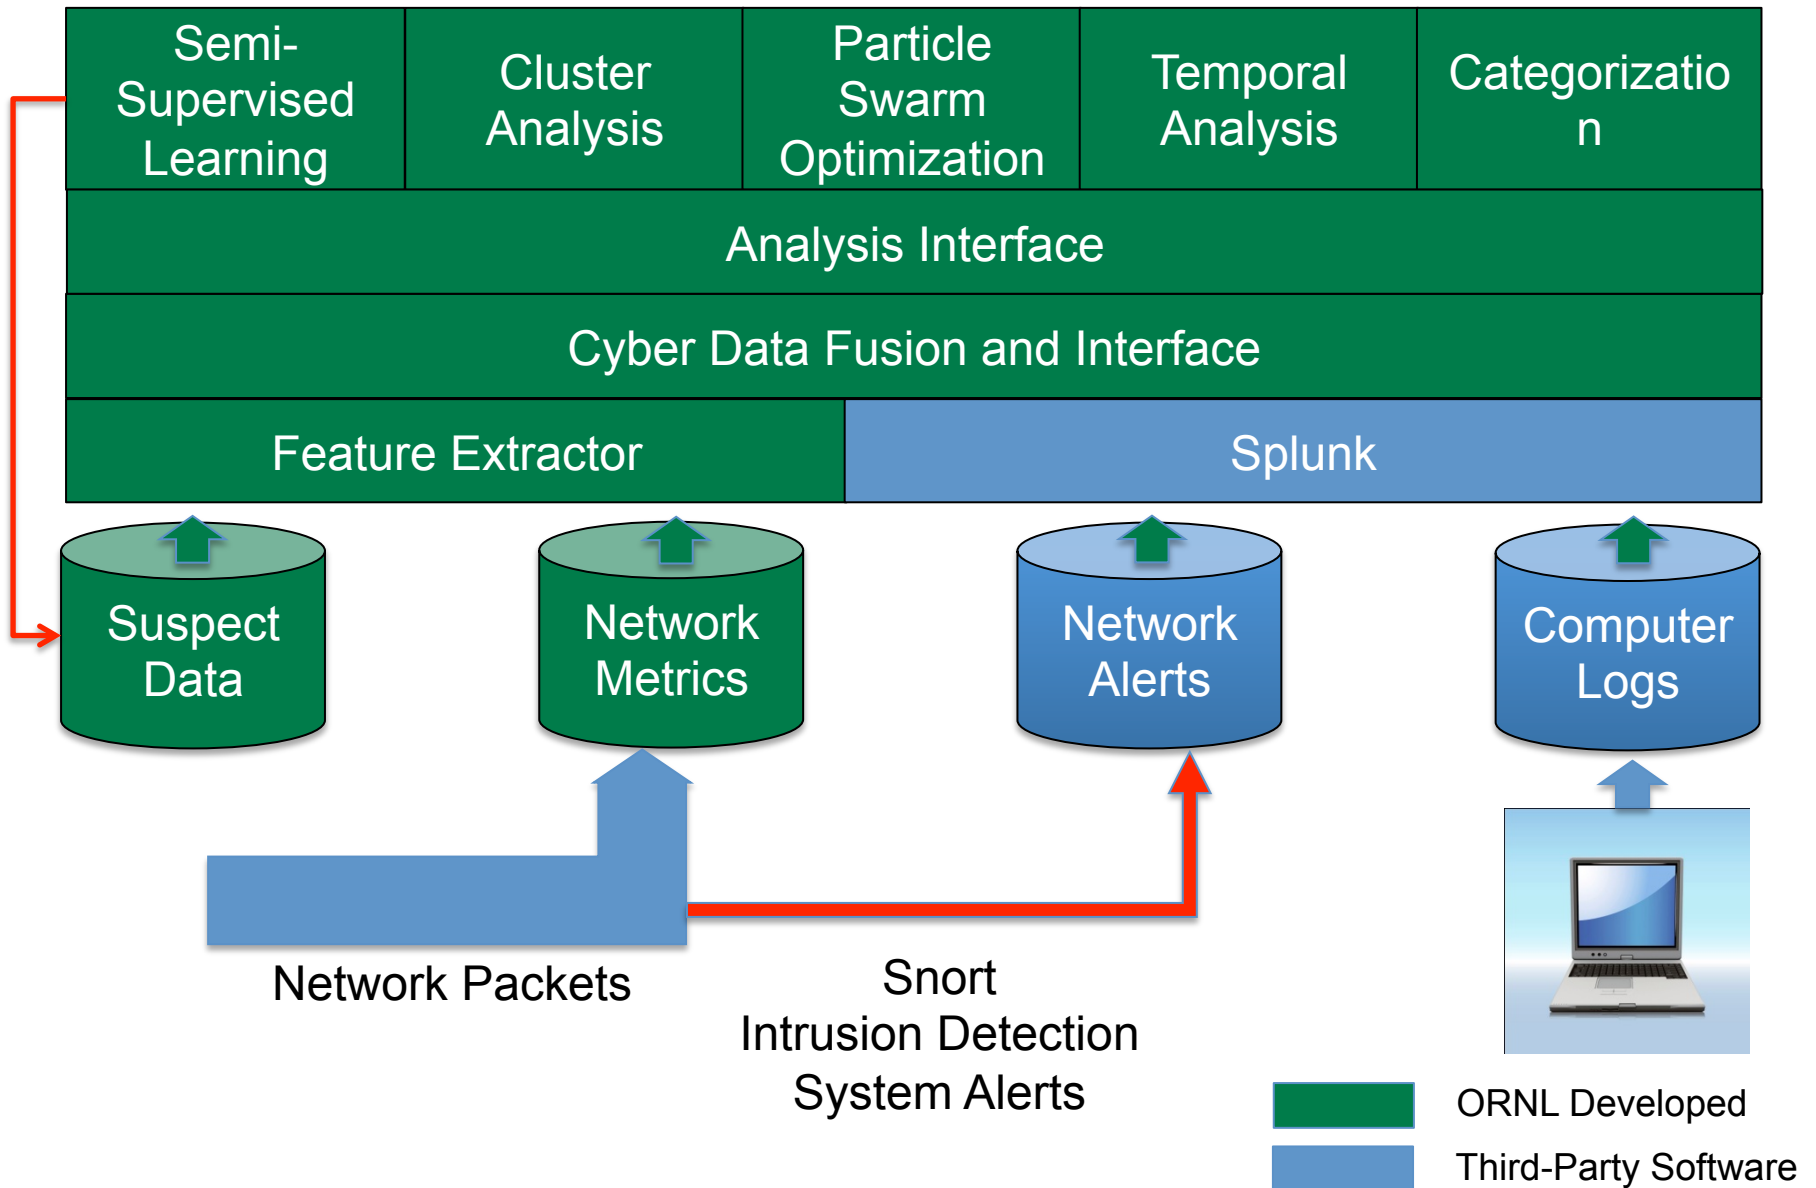 Semi-
Supervised
Learning
Cluster
Analysis
Particle
Swarm
Optimization
Temporal
Analysis
Categorizatio
n
Analysis Interface
Cyber Data Fusion and Interface
Feature Extractor
Splunk
Suspect
Data
Network
Metrics
Network
Alerts
Computer
Logs
Network Packets
Snort
Intrusion Detection
System Alerts
ORNL Developed
Third-Party Software